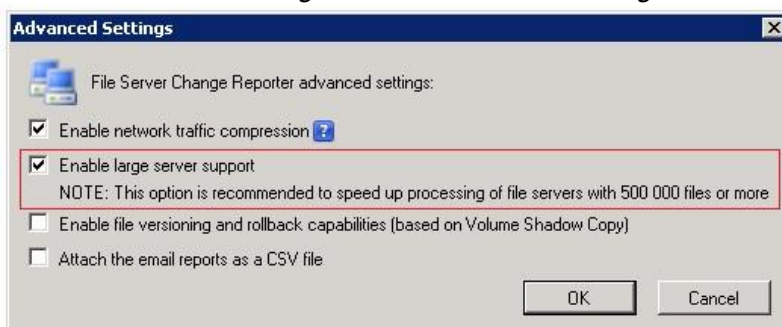 Advanced Settings
File Server Change Reporter advanced settings:
Enable network traffic compression ?
Enable large server support
NOTE: This option is recommended to speed up processing of file servers with 500 000 files or more
Enable file versioning and rollback capabilities (based on Volume Shadow Copy)
Attach the email reports as a CSV file
OK Cancel